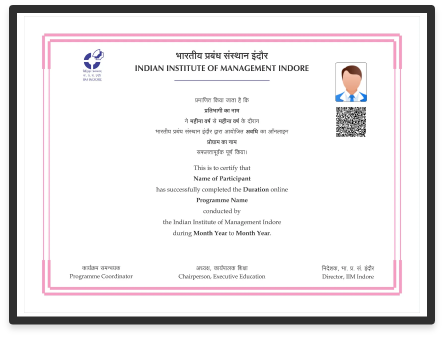 भारतीय प्रबंध संस्थान इंदौर
INDIAN INSTITUTE OF MANAGEMENT INDORE
IIM INDORE
प्रमाणित किया जाता है कि
प्रतिभागी का नाम
ने महीना वर्ष से महीना वर्ष के दौरान
भारतीय प्रबंध संस्थान इंदौर द्वारा आयोजित अवधि का ऑनलाइन
प्रोग्राम का नाम
सफलतापूर्वक पूर्ण किया।
This is to certify that
Name of Participant
has successfully completed the Duration online
Programme Name
conducted by
the Indian Institute of Management Indore
during Month Year to Month Year.
कार्यक्रम समन्वयक
Programme Coordinator
अध्यक्ष, कार्यपालक शिक्षा
Chairperson, Executive Education
निदेशक, भा. प्र. सं. इंदौर
Director, IIM Indore